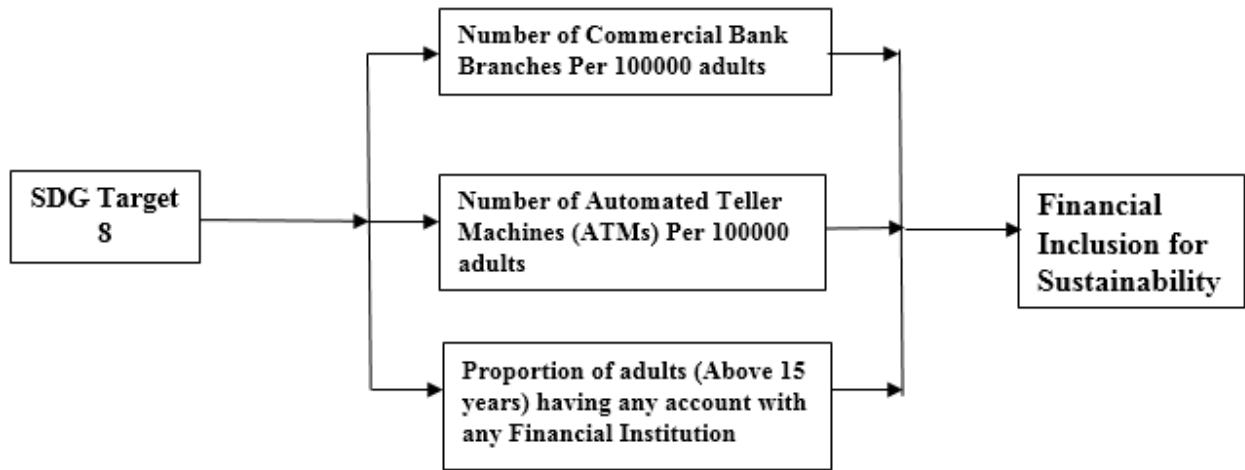 SDG Target
8
Number of Commercial Bank
Branches Per 100000 adults
Number of Automated Teller
Machines (ATMs) Per 100000
adults
Proportion of adults (Above 15
years) having any account with
any Financial Institution
Financial
Inclusion for
Sustainability